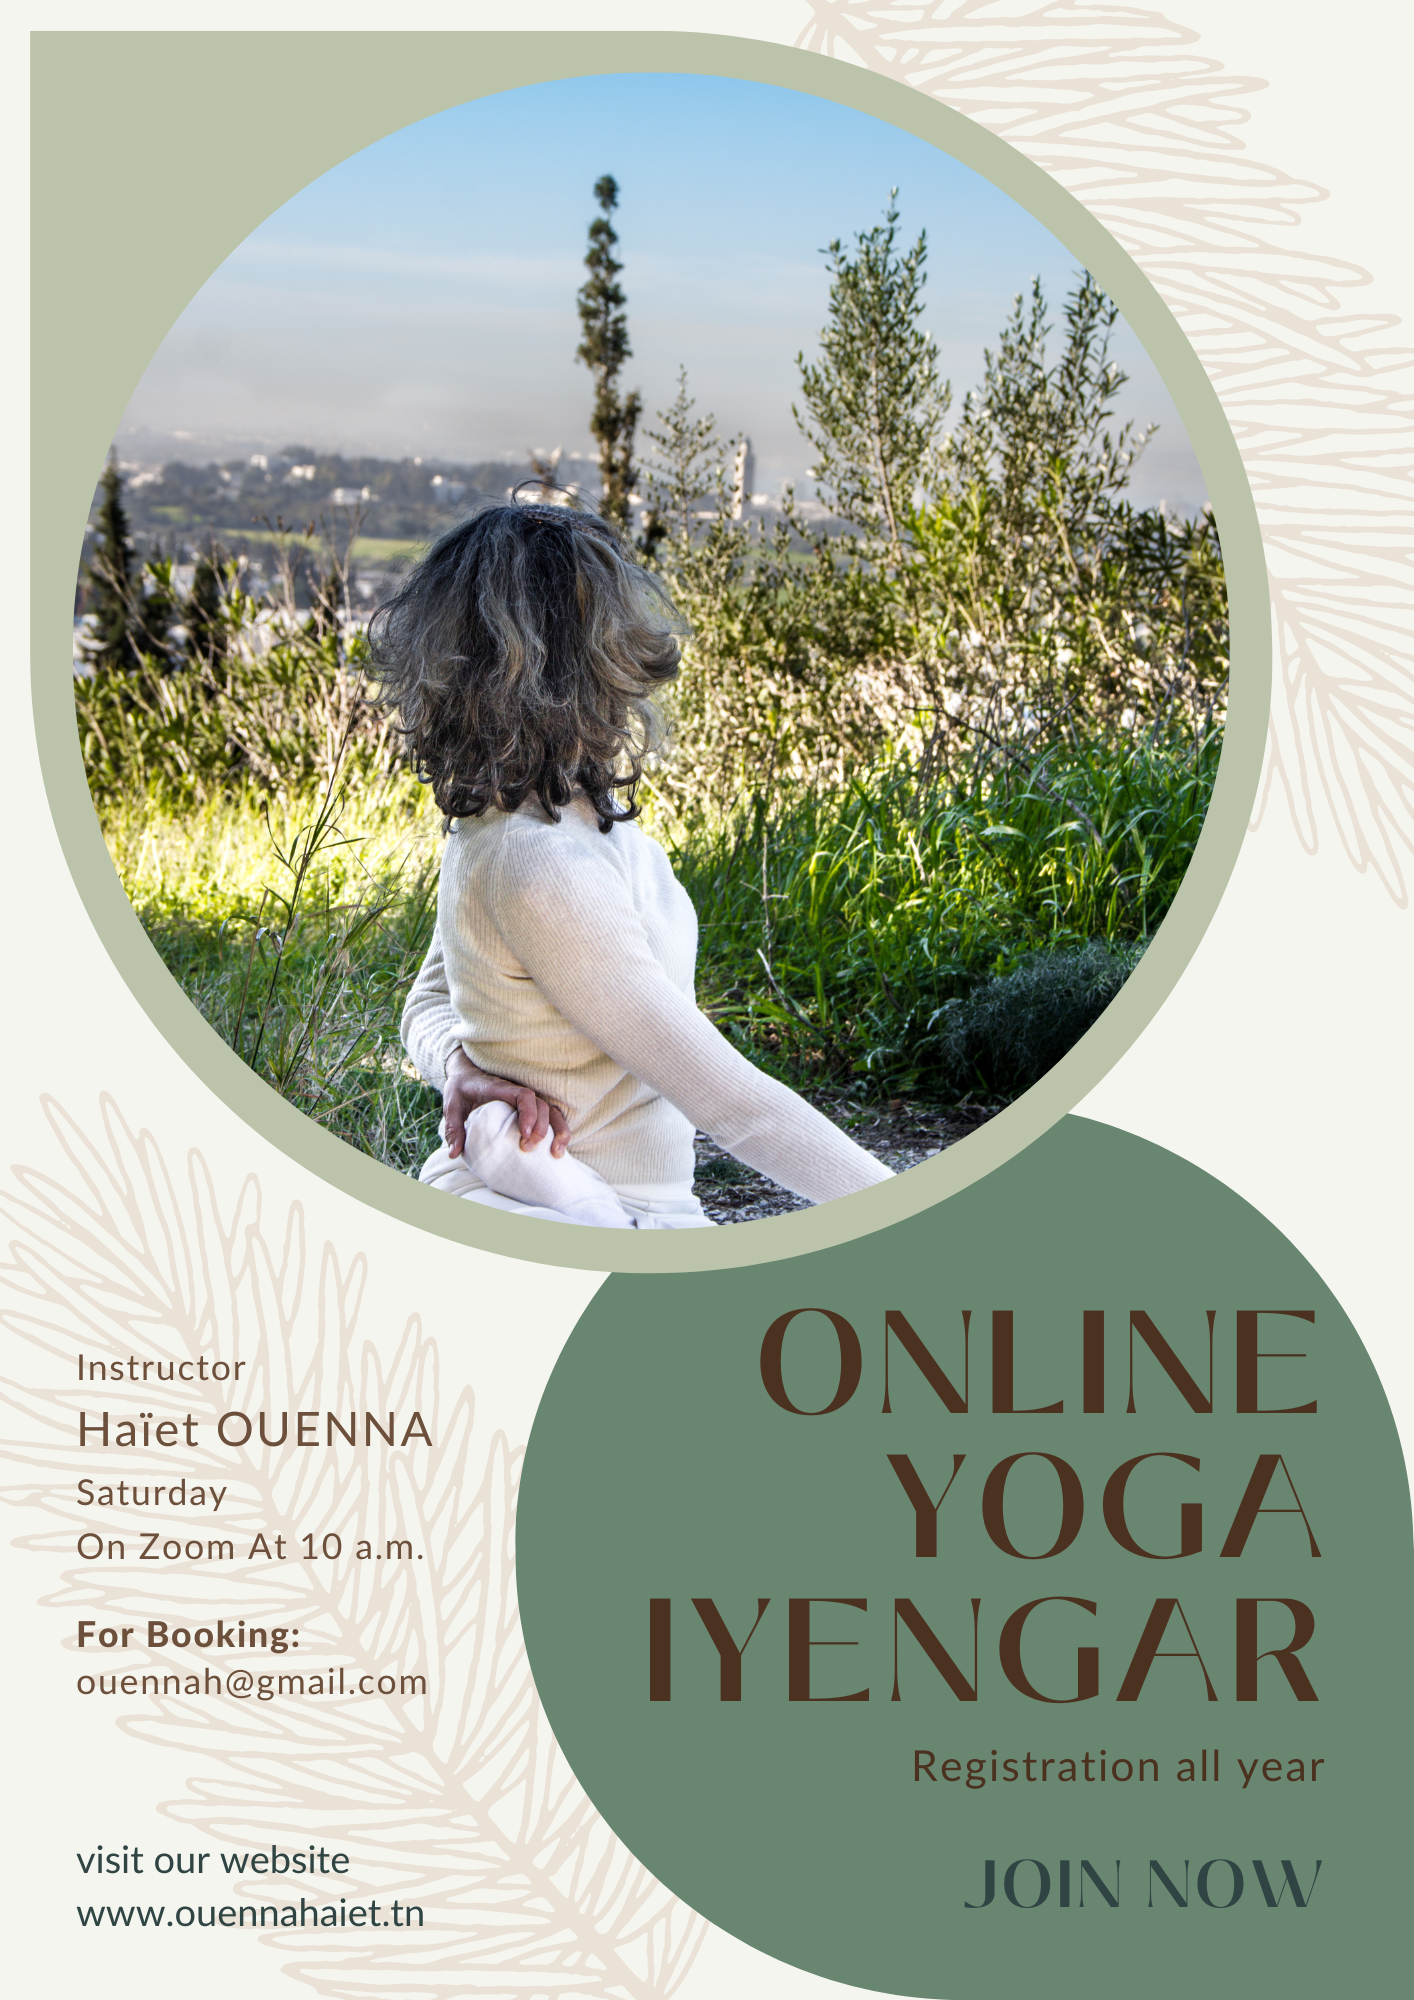 Instructor
Haïet OUENNA
Saturday
On Zoom At 10 a.m.
For Booking:
ouennah@gmail.com
visit our website
www.ouennahaiet.tn
ONLINE
YOGA
IYENGAR
Registration all year
JOIN NOW